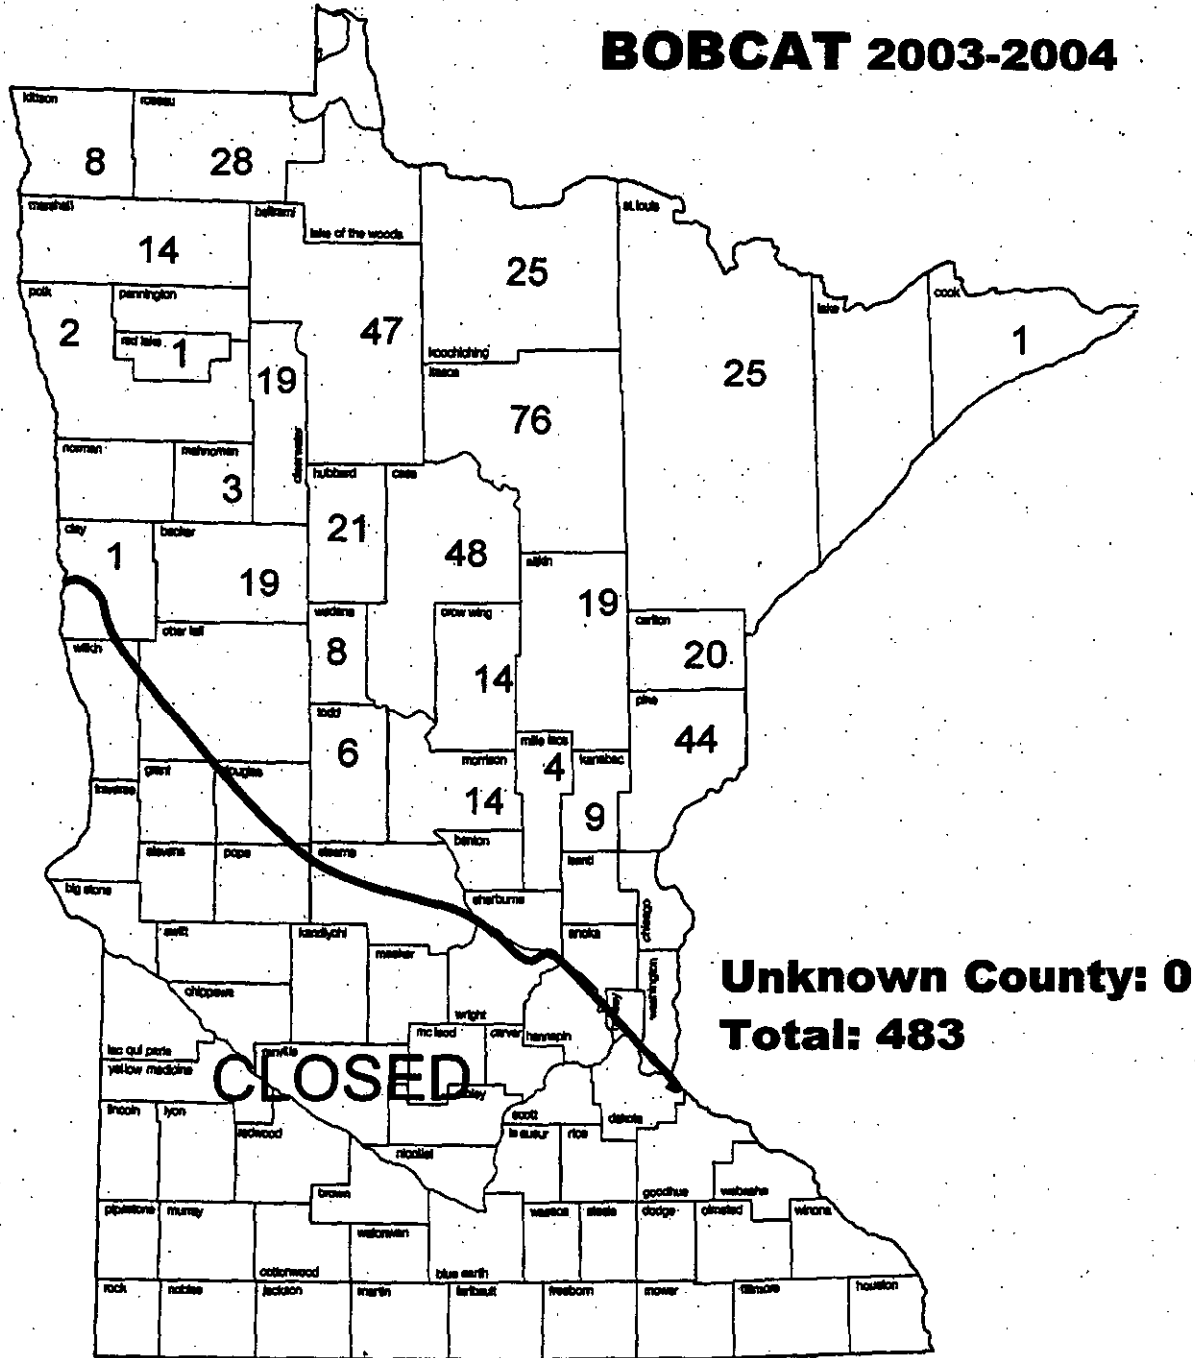 BOBCAT 2003-2004
kittson
roseau
8
28
marshall
beltrami
lake of the woods
st. louis
14
25
polk
pennington
lake
cook
2
red lake
1
47
koochiching
1
19
itasca
25
76
norman
mahnomen
clearwater
hubbard
cass
3
clay
becker
21
1
48
aitkin
19
19
wadena
crow wing
carlton
otter tail
wilkin
8
20
14
pine
todd
6
mille lacs
44
morrison
4
kanabec
grant
douglas
traverse
14
9
benton
stevens
pope
stearns
isanti
big stone
sherburne
chisago
swift
kandiyohi
anoka
meeker
washington
Unknown County: 0
chippewa
wright
Total: 483
mc leod
carver
hennepin
lac qui parle
renville
yellow medicine
CLOSED
lincoln
lyon
scott
dakota
redwood
le sueur
rice
nicollet
brown
goodhue
wabasha
pipestone
murray
waseca
steele
dodge
olmsted
winona
watonwan
cottonwood
blue earth
rock
nobles
jackson
martin
faribault
freeborn
mower
fillmore
houston